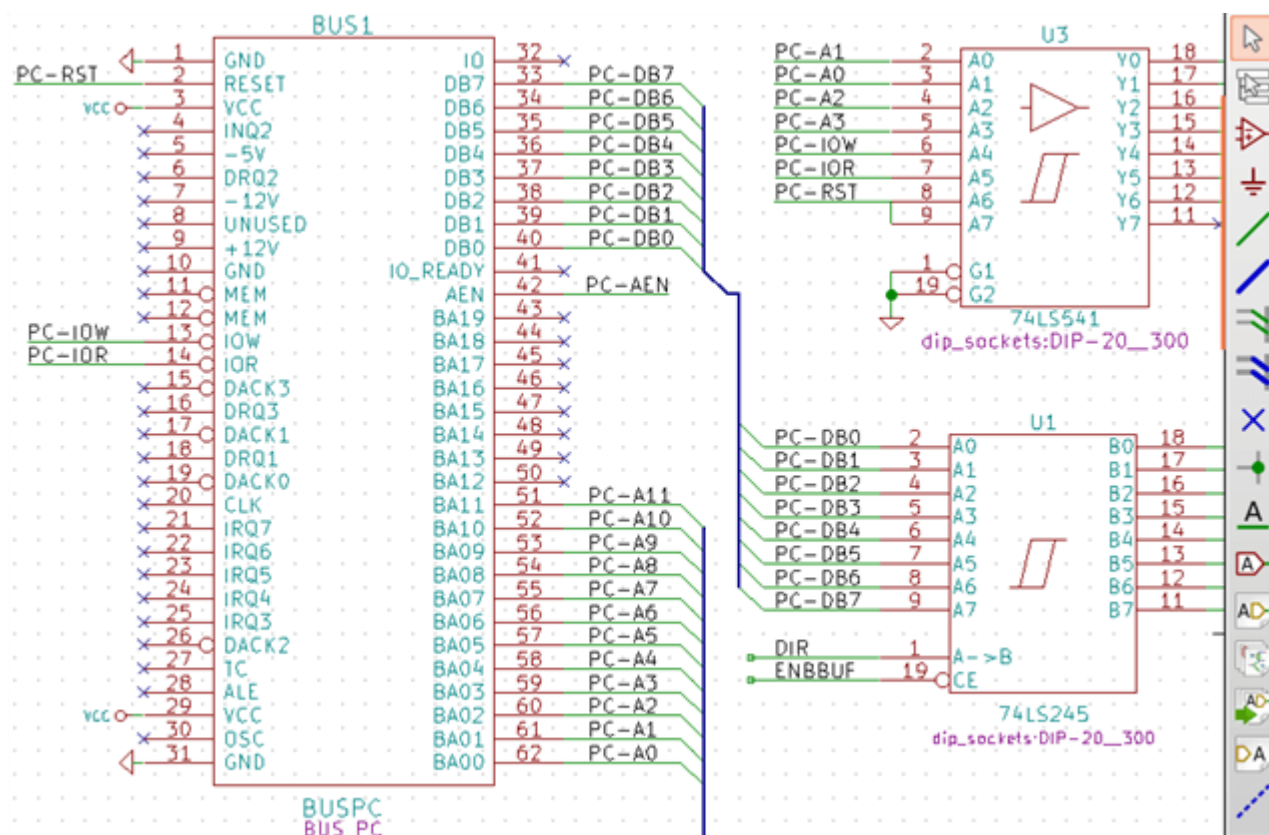 BUS1
1 GND IO 32
PC-RST 2 RESET DB7 33 PC-DB7
VCC 3 VCC DB6 34 PC-DB6
4 INQ2 DB5 35 PC-DB5
5 -5V DB4 36 PC-DB4
6 DRQ2 DB3 37 PC-DB3
7 -12V DB2 38 PC-DB2
8 UNUSED DB1 39 PC-DB1
9 +12V DB0 40 PC-DB0
10 GND IO_READY 41
11 MEM AEN 42 PC-AEN
12 MEM BA19 43
PC-IOW 13 IOW BA18 44
PC-IOR 14 IOR BA17 45
15 DACK3 BA16 46
16 DRQ3 BA15 47
17 DACK1 BA14 48
18 DRQ1 BA13 49
19 DACK0 BA12 50
20 CLK BA11 51 PC-A11
21 IRQ7 BA10 52 PC-A10
22 IRQ6 BA09 53 PC-A9
23 IRQ5 BA08 54 PC-A8
24 IRQ4 BA07 55 PC-A7
25 IRQ3 BA06 56 PC-A6
26 DACK2 BA05 57 PC-A5
27 TC BA04 58 PC-A4
28 ALE BA03 59 PC-A3
VCC 29 VCC BA02 60 PC-A2
30 OSC BA01 61 PC-A1
31 GND BA00 62 PC-A0
BUSPC
BUS_PC
U3
PC-A1 2 A0 Y0 18
PC-A0 3 A1 Y1 17
PC-A2 4 A2 Y2 16
PC-A3 5 A3 Y3 15
PC-IOW 6 A4 Y4 14
PC-IOR 7 A5 Y5 13
PC-RST 8 A6 Y6 12
9 A7 Y7 11
1 G1
19 G2
74LS541
dip_sockets:DIP-20__300
U1
PC-DB0 2 A0 B0 18
PC-DB1 3 A1 B1 17
PC-DB2 4 A2 B2 16
PC-DB3 5 A3 B3 15
PC-DB4 6 A4 B4 14
PC-DB5 7 A5 B5 13
PC-DB6 8 A6 B6 12
PC-DB7 9 A7 B7 11
DIR 1 A->B
ENBBUF 19 CE
74LS245
dip_sockets:DIP-20__300
A
A
AD
AD
DA